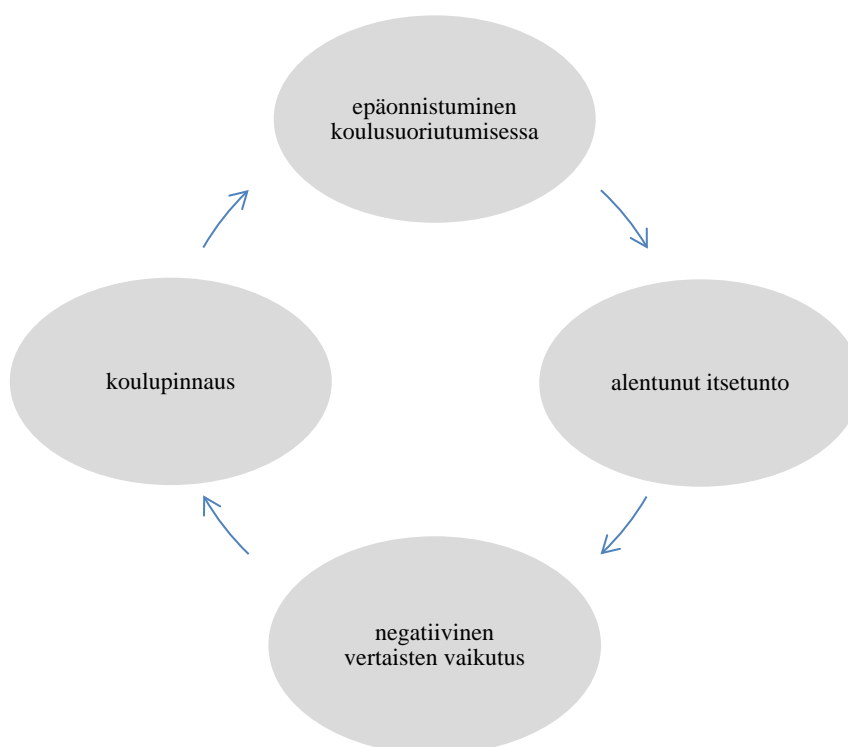 epäonnistuminen
koulusuoriutumisessa
koulupinnaus
alentunut itsetunto
negatiivinen
vertaisten vaikutus